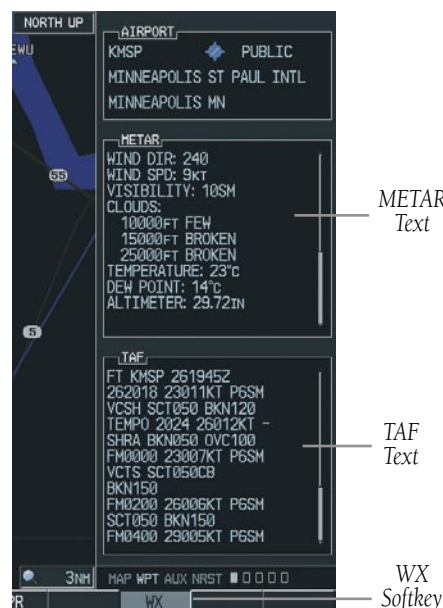 NORTH UP
EWU
55
5
3NM
AIRPORT
KMSP PUBLIC
MINNEAPOLIS ST PAUL INTL
MINNEAPOLIS MN
METAR
WIND DIR: 240
WIND SPD: 9KT
VISIBILITY: 10SM
CLOUDS:
10000FT FEW
15000FT BROKEN
25000FT BROKEN
TEMPERATURE: 23°C
DEW POINT: 14°C
ALTIMETER: 29.72IN
METAR
Text
TAF
FT KMSP 261945Z
262018 23011KT P6SM
VCSH SCT050 BKN120
TEMPO 2024 26012KT -
SHRA BKN050 OVC100
FM0000 23007KT P6SM
VCTS SCT050CB
BKN150
FM0200 26006KT P6SM
SCT050 BKN150
FM0400 29005KT P6SM
TAF
Text
MAP WPT AUX NRST
PR
WX
WX
Softkey